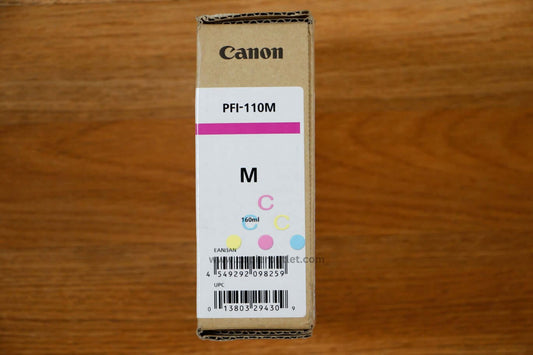 Canon
PFI-110M
M
C
C C
160ml
EAN/JAN
4 549292 098259
UPC
0 13803 29430 9